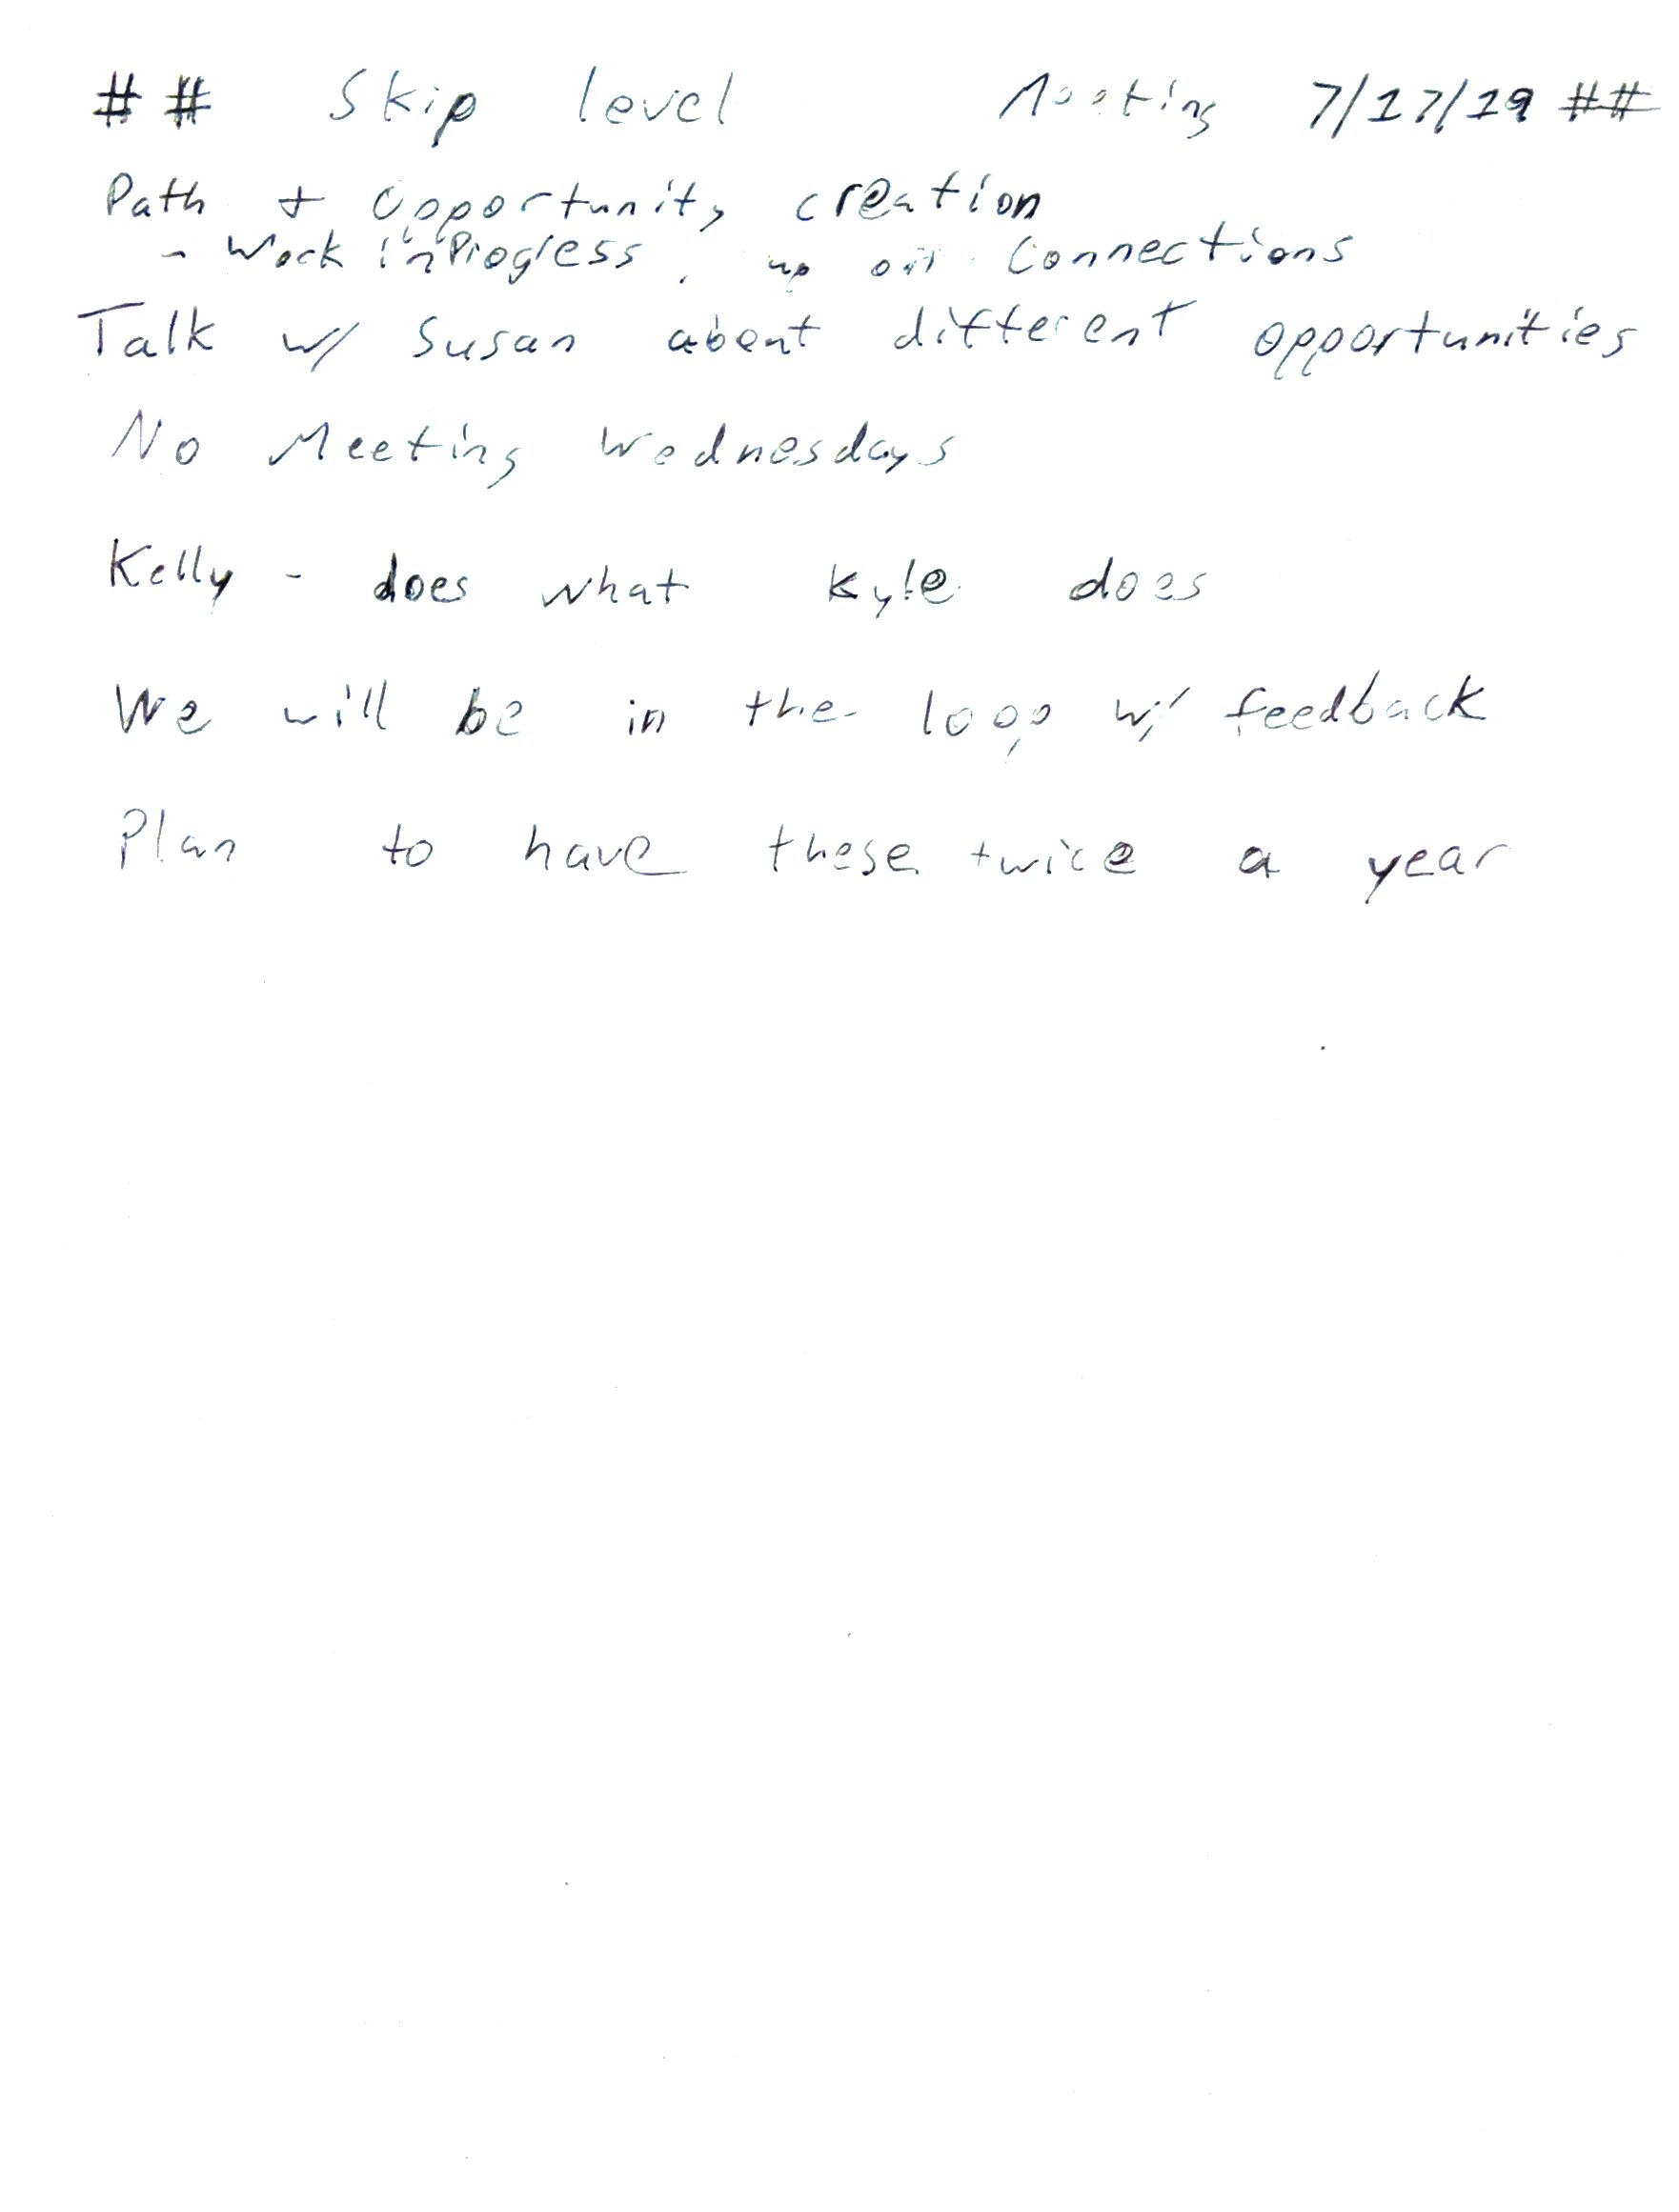 ## Skip level Meeting 7/17/19 ##
Path + Opportunity creation
- Work in Progress, up on connections
Talk w/ Susan about different opportunities
No Meeting Wednesdays
Kelly - does what Kyle does
We will be in the loop w/ feedback
Plan to have these twice a year